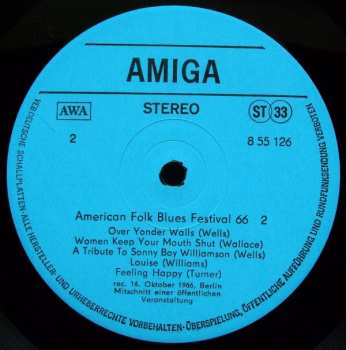 AMIGA
AWA
STEREO
ST 33
2
8 55 126
American Folk Blues Festival 66 2
Over Yonder Walls (Wells)
Women Keep Your Mouth Shut (Wallace)
A Tribute To Sonny Boy Williamson (Wells)
Louise (Williams)
Feeling Happy (Turner)
rec. 16. Oktober 1966, Berlin
Mitschnitt einer öffentlichen
Veranstaltung
VEB DEUTSCHE SCHALLPLATTEN · ALLE HERSTELLER- UND URHEBERRECHTE VORBEHALTEN · ÜBERSPIELUNG, ÖFFENTLICHE AUFFÜHRUNG UND RUNDFUNKSENDUNG VERBOTEN